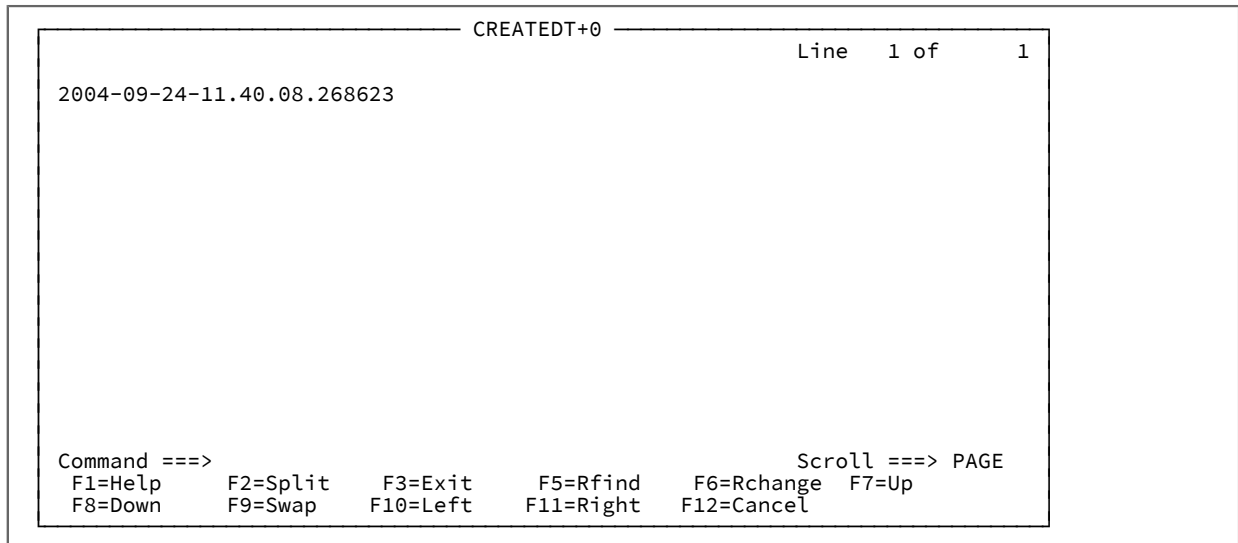 CREATEDT+0
Line 1 of 1
2004-09-24-11.40.08.268623
Command ===> Scroll ===> PAGE
F1=Help F2=Split F3=Exit F5=Rfind F6=Rchange F7=Up
F8=Down F9=Swap F10=Left F11=Right F12=Cancel